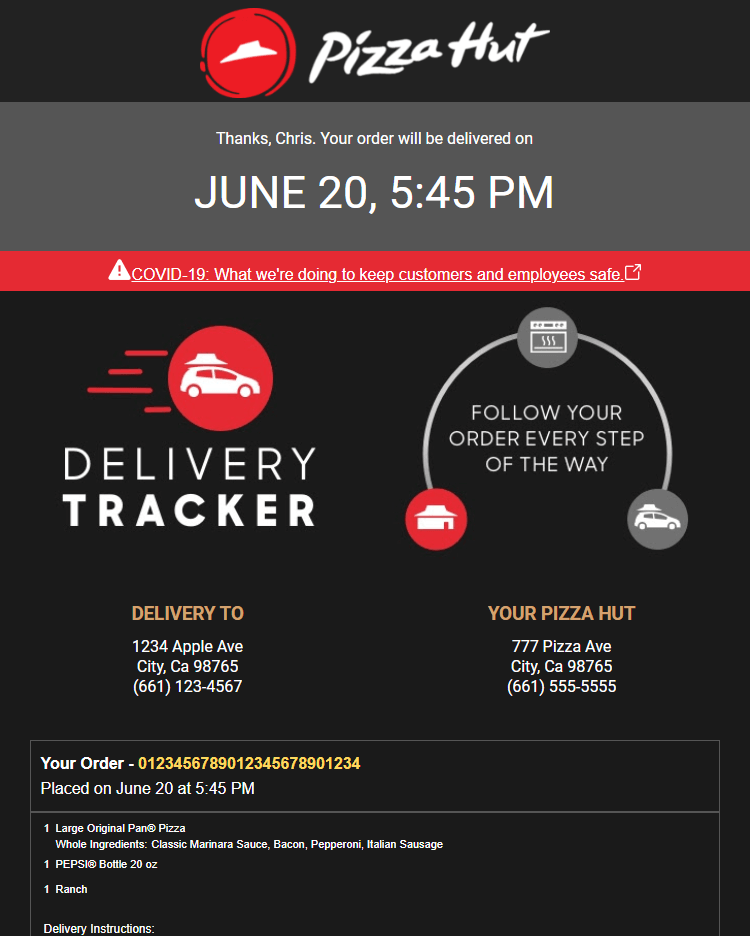 Pizza Hut
Thanks, Chris. Your order will be delivered on
JUNE 20, 5:45 PM
COVID-19: What we're doing to keep customers and employees safe.
DELIVERY
TRACKER
FOLLOW YOUR
ORDER EVERY STEP
OF THE WAY
DELIVERY TO
1234 Apple Ave
City, Ca 98765
(661) 123-4567
YOUR PIZZA HUT
777 Pizza Ave
City, Ca 98765
(661) 555-5555
Your Order - 0123456789012345678901234
Placed on June 20 at 5:45 PM
1 Large Original Pan® Pizza
Whole Ingredients: Classic Marinara Sauce, Bacon, Pepperoni, Italian Sausage
1 PEPSI® Bottle 20 oz
1 Ranch
Delivery Instructions: